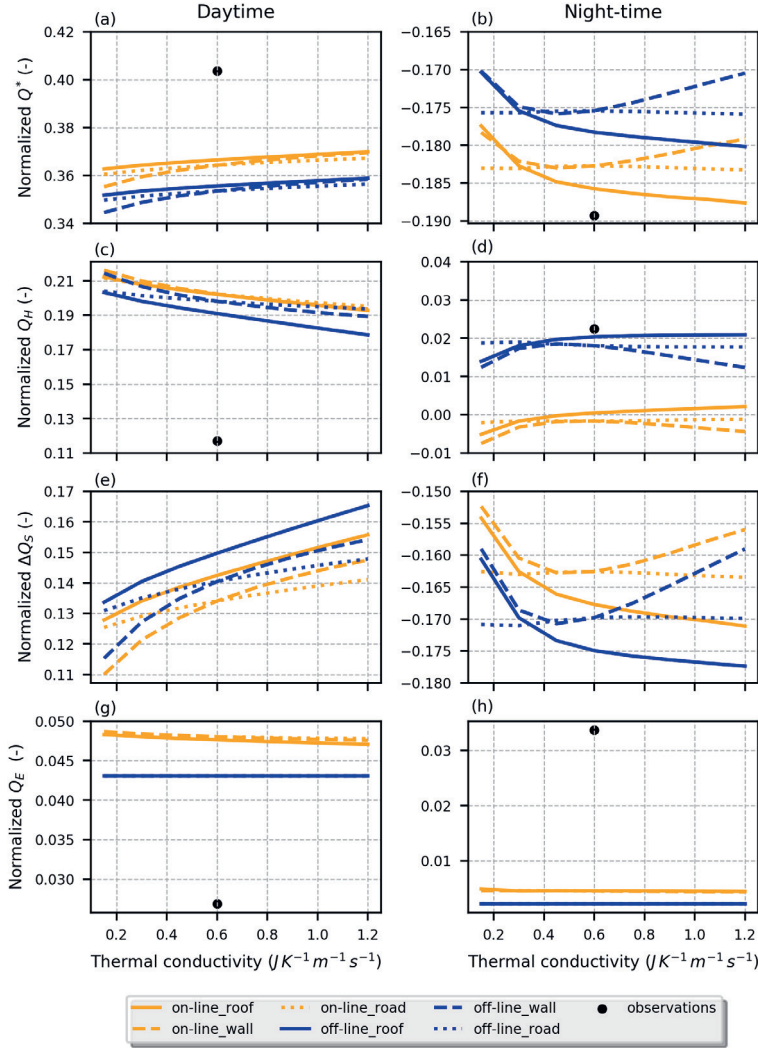 Daytime
Night-time
(a)
(b)
Normalized Q* (-)
0.42
0.40
0.38
0.36
0.34
−0.165
−0.170
−0.175
−0.180
−0.185
−0.190
(c)
(d)
Normalized Q_H (-)
0.21
0.19
0.17
0.15
0.13
0.11
0.04
0.03
0.02
0.01
0.00
−0.01
(e)
(f)
Normalized ΔQ_S (-)
0.17
0.16
0.15
0.14
0.13
0.12
0.11
−0.150
−0.155
−0.160
−0.165
−0.170
−0.175
−0.180
(g)
(h)
Normalized Q_E (-)
0.050
0.045
0.040
0.035
0.030
0.03
0.02
0.01
0.2 0.4 0.6 0.8 1.0 1.2
0.2 0.4 0.6 0.8 1.0 1.2
Thermal conductivity (J K⁻¹ m⁻¹ s⁻¹)
Thermal conductivity (J K⁻¹ m⁻¹ s⁻¹)
on-line_roof on-line_road off-line_wall observations
on-line_wall off-line_roof off-line_road